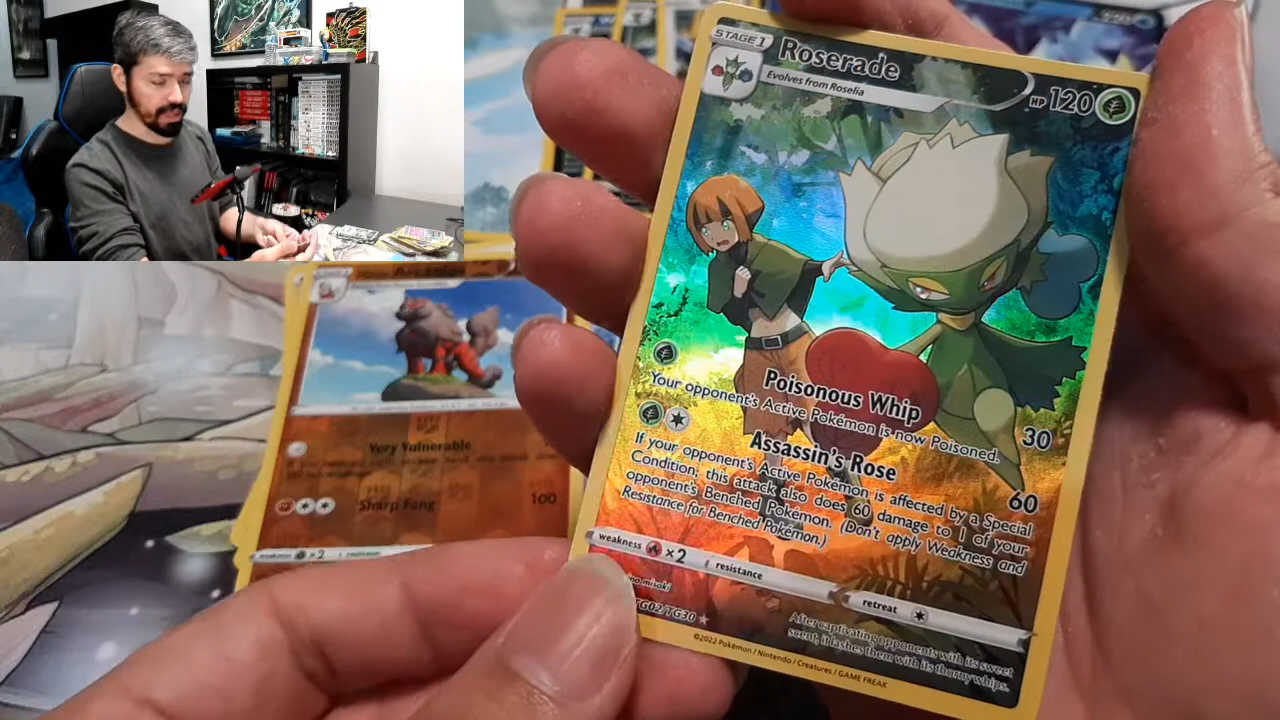 STAGE 1
Roserade
Evolves from Roselia
HP 120
Poisonous Whip
30
Your opponent's Active Pokémon is now Poisoned.
Assassin's Rose
60
If your opponent's Active Pokémon is affected by a Special
Condition, this attack also does 60 damage to 1 of your
opponent's Benched Pokémon. (Don't apply Weakness and
Resistance for Benched Pokémon.)
weakness ×2
resistance
retreat
TG02/TG30
After captivating opponents with its sweet
scent, it lashes them with its thorny whips.
©2022 Pokémon / Nintendo / Creatures / GAME FREAK
Very Vulnerable
Sharp Fang
100
weakness ×2